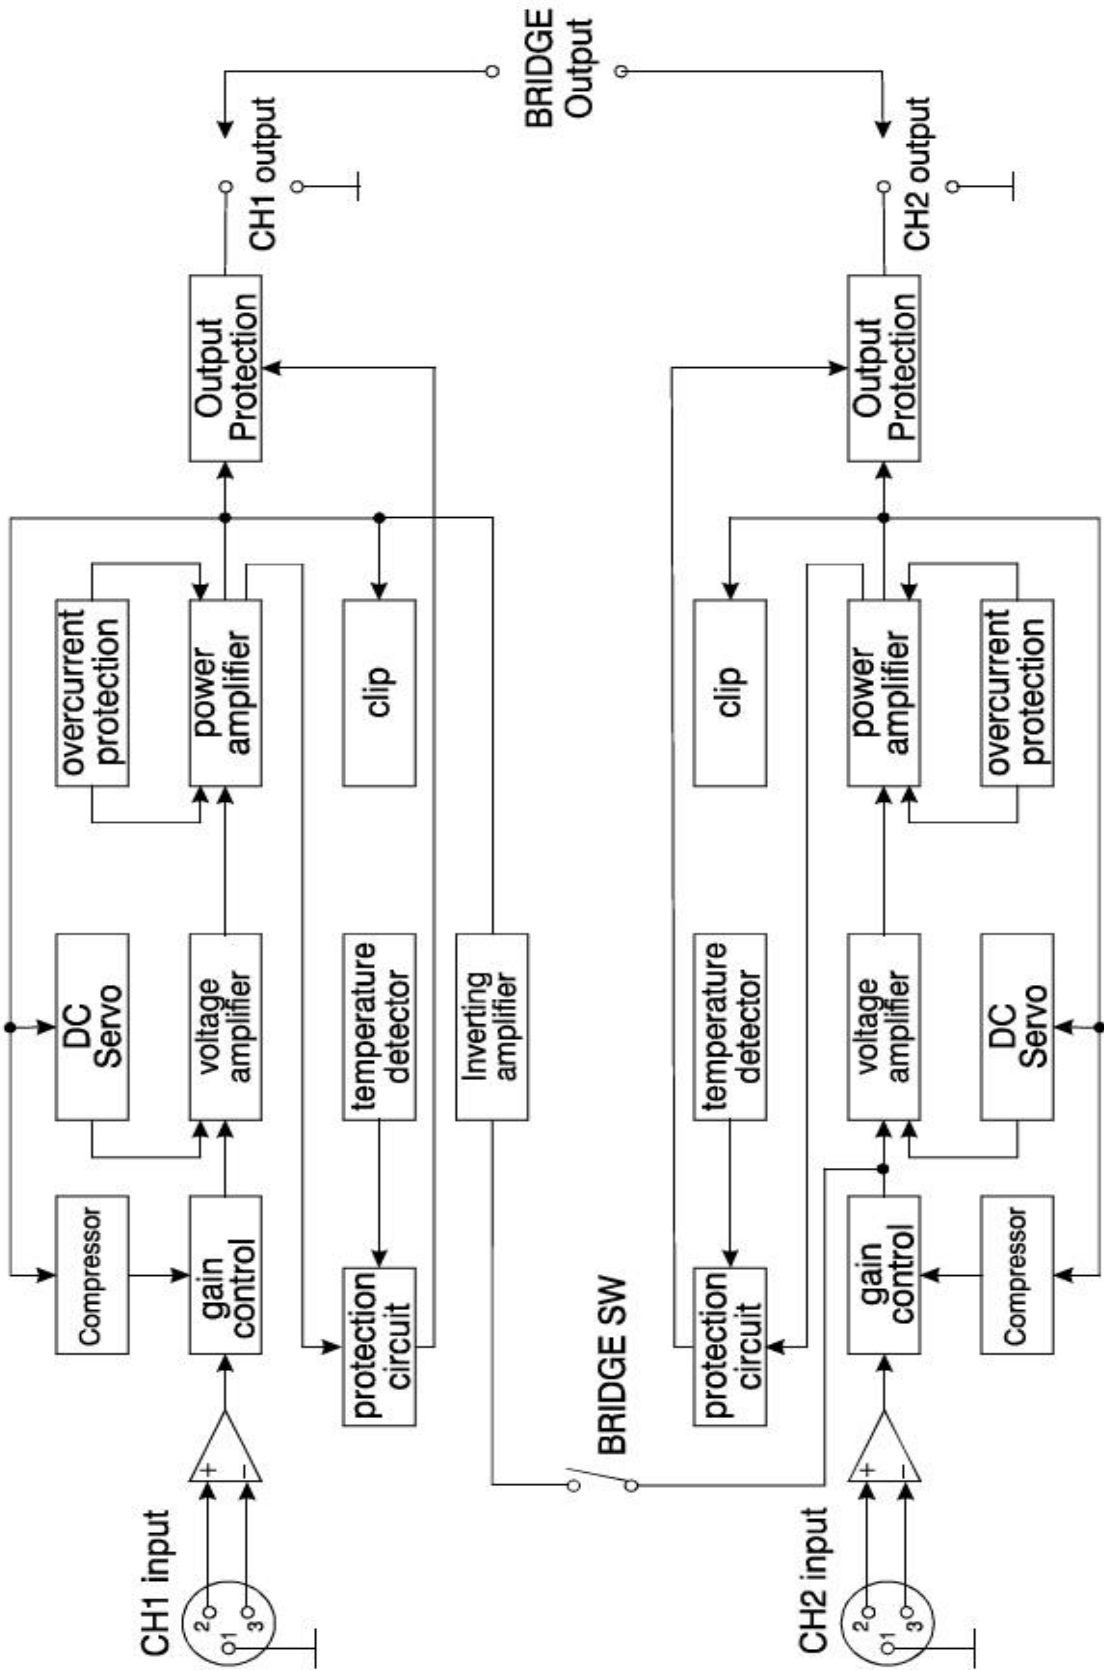 CH1 input
2
1
3
+
−
Compressor
gain
control
DC
Servo
voltage
amplifier
overcurrent
protection
power
amplifier
Output
Protection
CH1 output
protection
circuit
temperature
detector
clip
Inverting
amplifier
BRIDGE SW
BRIDGE
Output
protection
circuit
temperature
detector
clip
CH2 input
2
1
3
+
−
gain
control
voltage
amplifier
power
amplifier
Output
Protection
CH2 output
Compressor
DC
Servo
overcurrent
protection